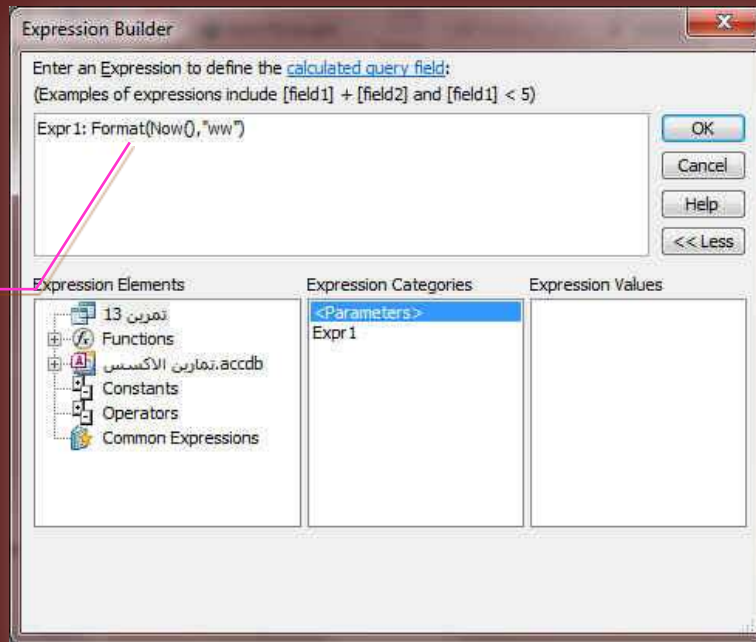 Expression Builder
Enter an Expression to define the calculated query field:
(Examples of expressions include [field1] + [field2] and [field1] < 5)
Expr1: Format(Now(),"ww")
OK
Cancel
Help
<< Less
Expression Elements
Expression Categories
Expression Values
تمرين 13
Functions
تمارين الاكسس.accdb
Constants
Operators
Common Expressions
<Parameters>
Expr1